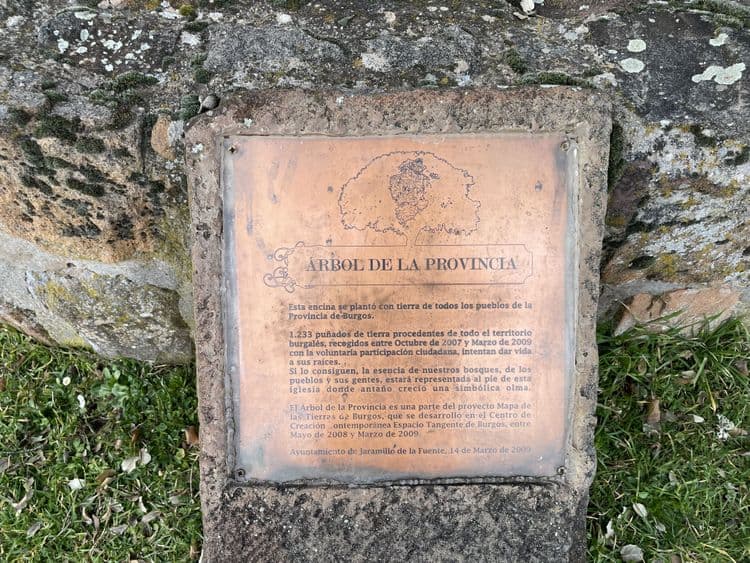 ÁRBOL DE LA PROVINCIA
Esta encina se plantó con tierra de todos los pueblos de la
Provincia de Burgos.
1.233 puñados de tierra procedentes de todo el territorio
burgalés, recogidos entre Octubre de 2007 y Marzo de 2009
con la voluntaria participación ciudadana, intentan dar vida
a sus raíces.
Si lo consiguen, la esencia de nuestros bosques, de los
pueblos y sus gentes, estará representada al pie de esta
iglesia donde antaño creció una simbólica olma.
El Árbol de la Provincia es una parte del proyecto Mapa de
las Tierras de Burgos, que se desarrollo en el Centro de
Creación ontemporánea Espacio Tangente de Burgos, entre
Mayo de 2008 y Marzo de 2009.
Ayuntamiento de Jaramillo de la Fuente, 14 de Marzo de 2009